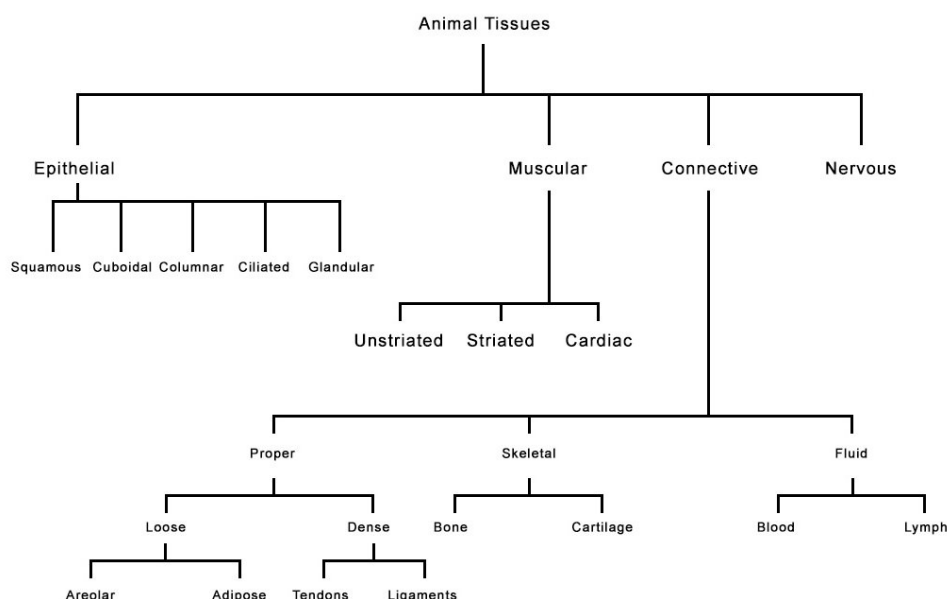 Animal Tissues
Epithelial Muscular Connective Nervous
Squamous Cuboidal Columnar Ciliated Glandular
Unstriated Striated Cardiac
Proper Skeletal Fluid
Loose Dense Bone Cartilage Blood Lymph
Areolar Adipose Tendons Ligaments